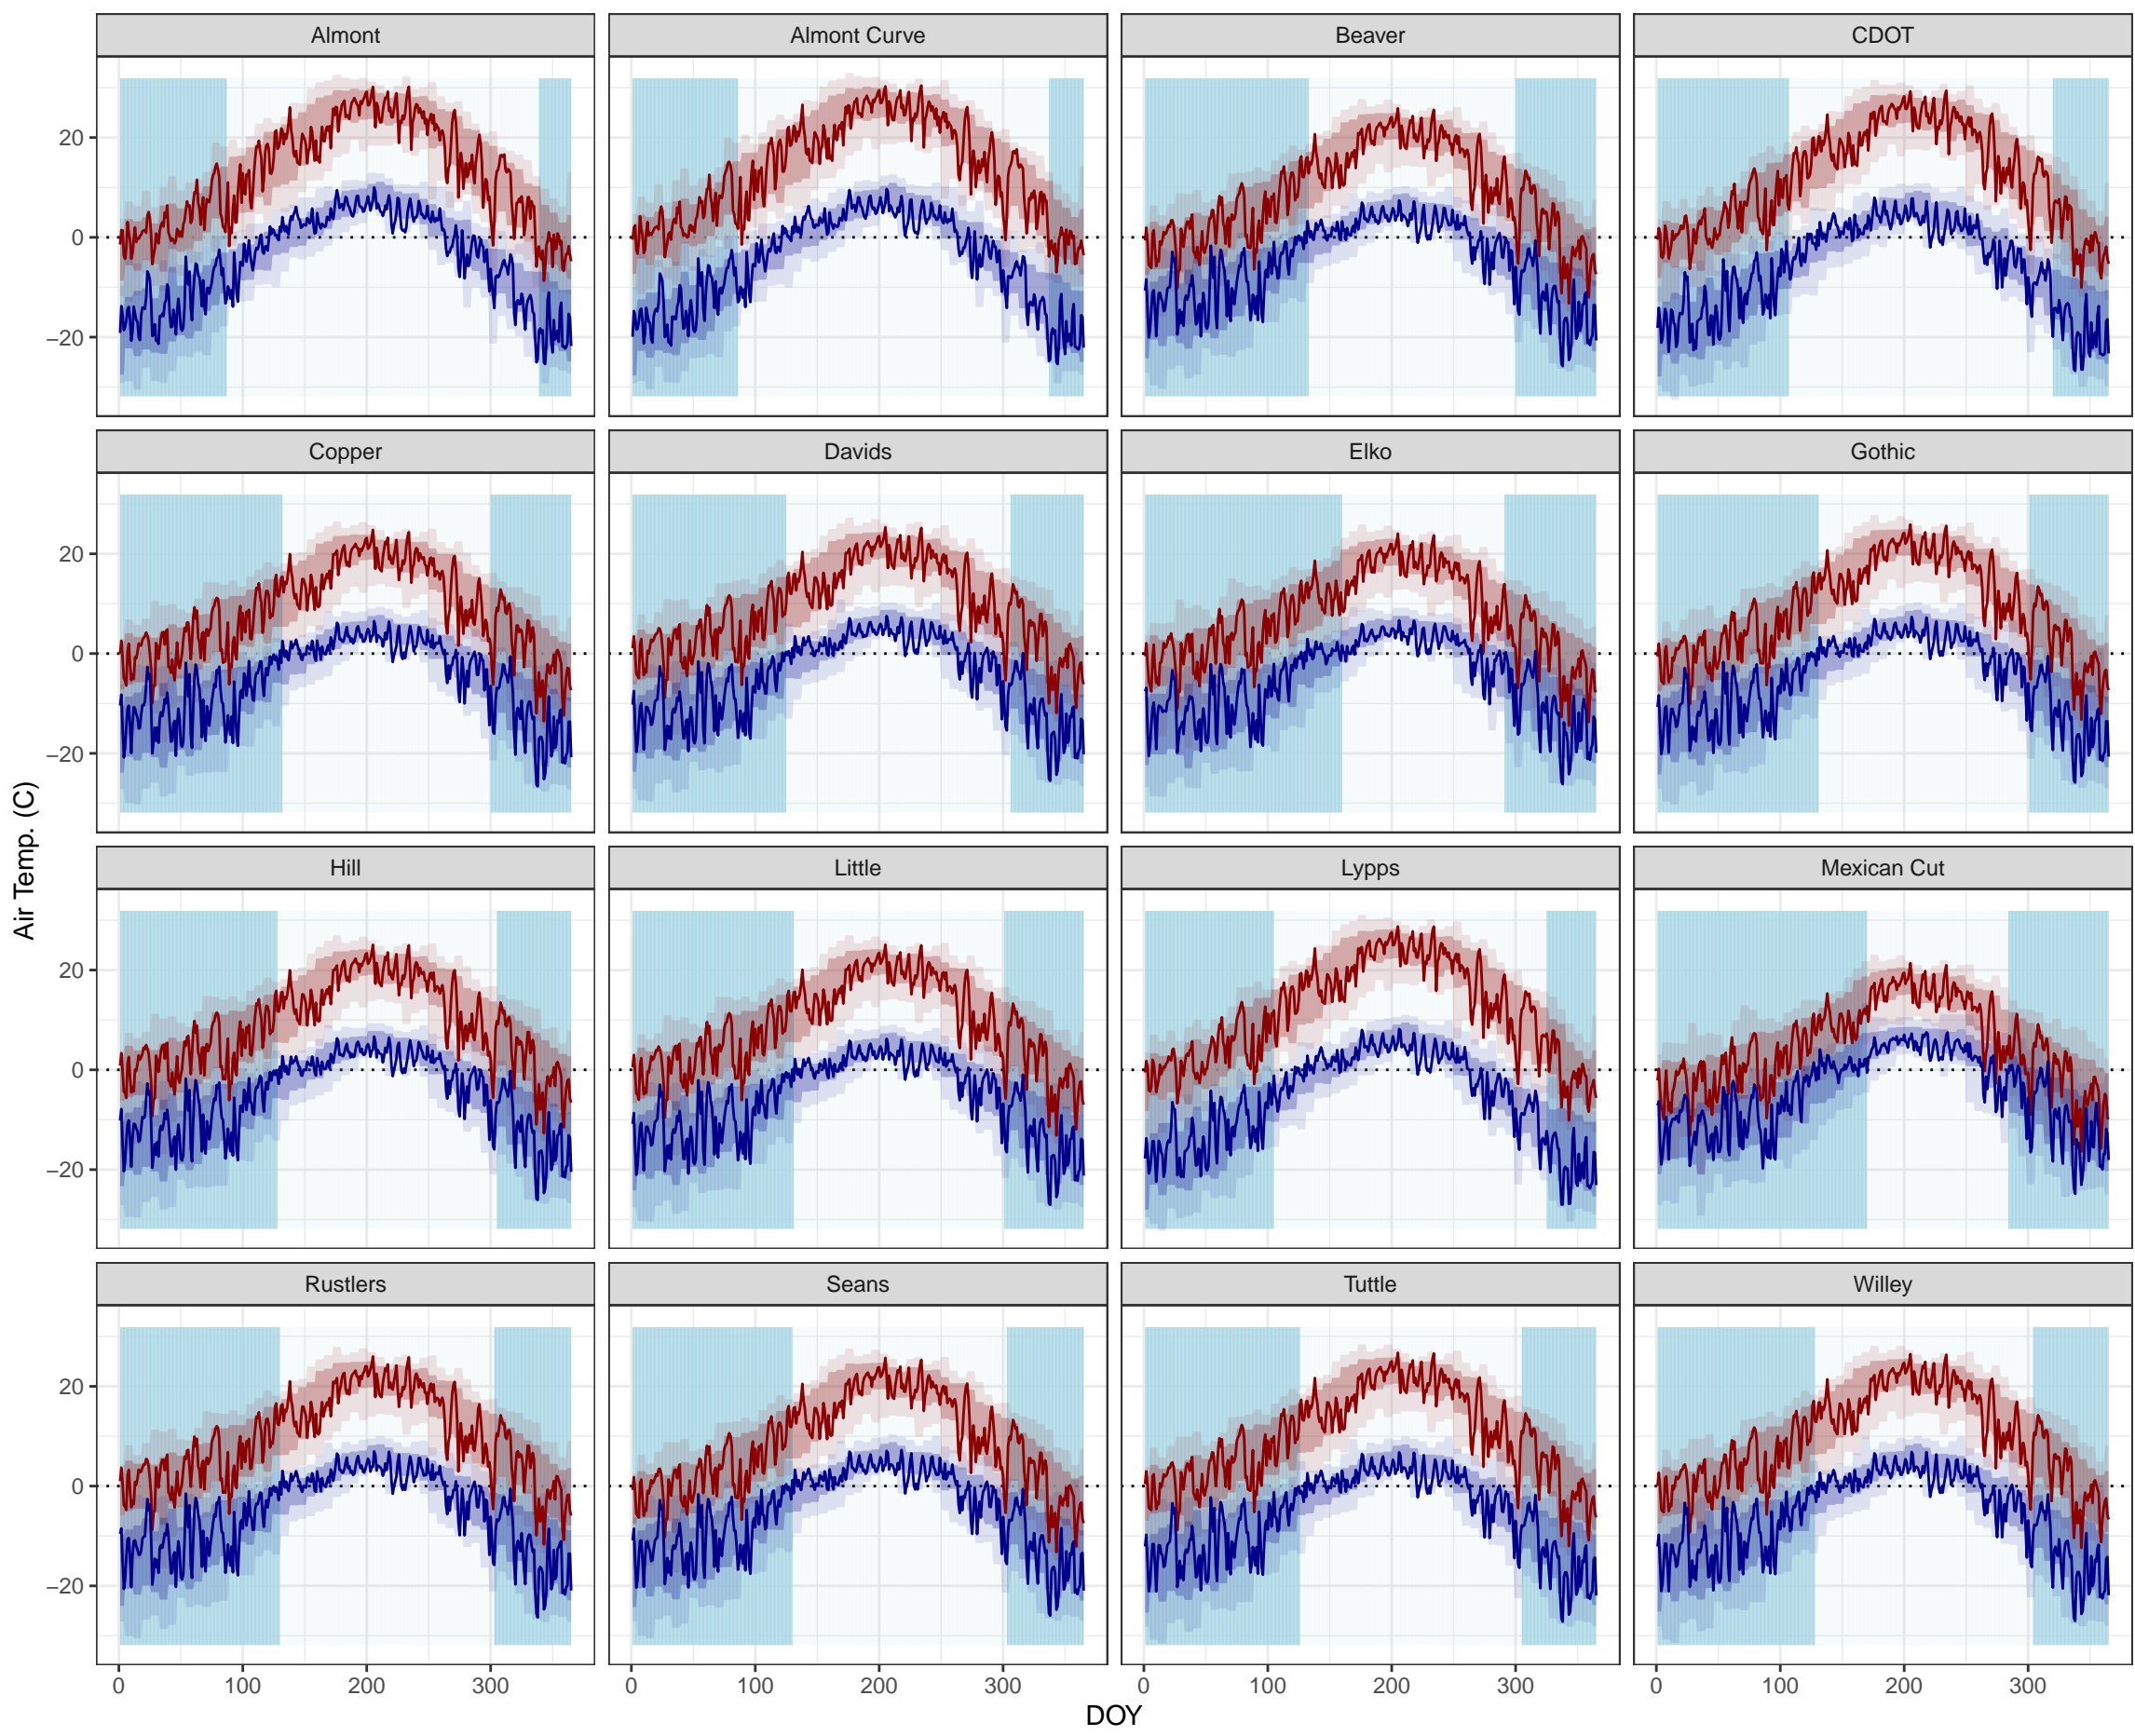 Almont
Almont Curve
Beaver
CDOT
20
0
−20
Copper
Davids
Elko
Gothic
20
0
−20
Hill
Little
Lypps
Mexican Cut
20
0
−20
Rustlers
Seans
Tuttle
Willey
20
0
−20
0 100 200 300
0 100 200 300
0 100 200 300
0 100 200 300
Air Temp. (C)
DOY